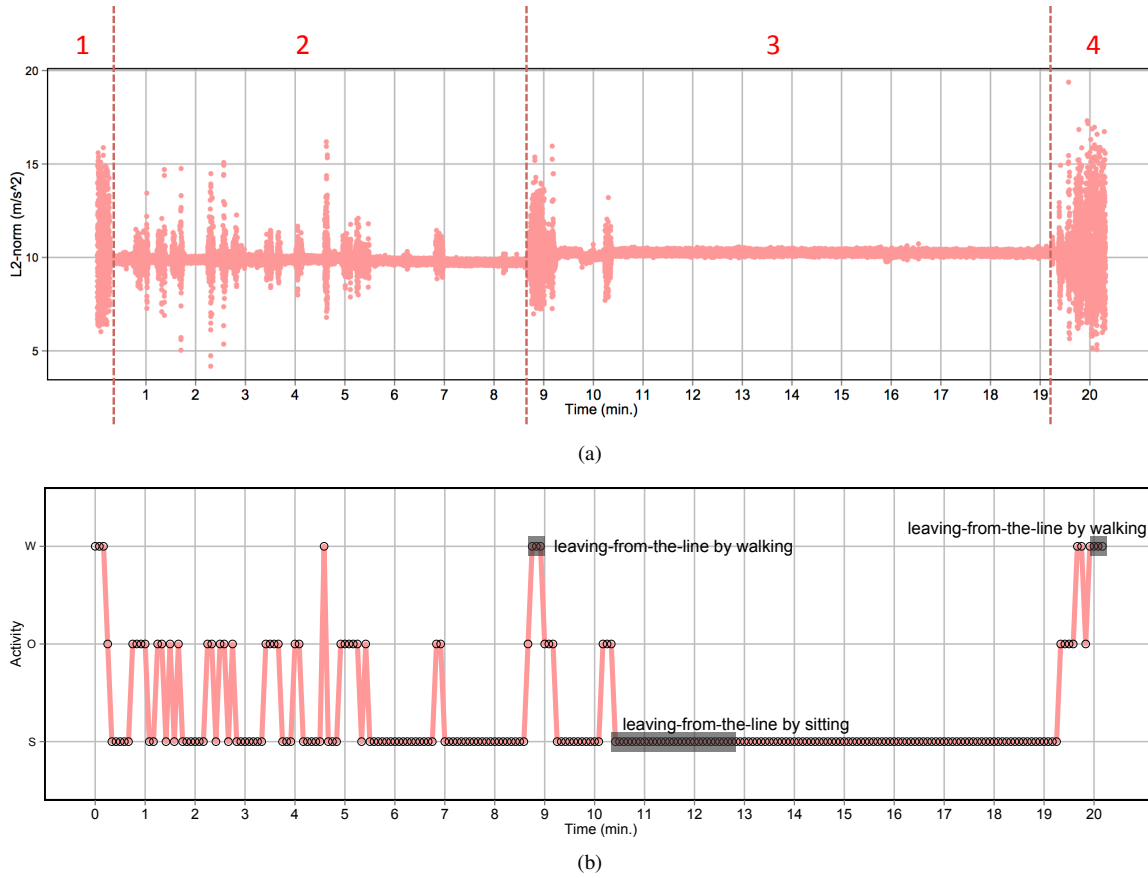 1 2 3 4
20
15
10
5
L2-norm (m/s^2)
1 2 3 4 5 6 7 8 9 10 11 12 13 14 15 16 17 18 19 20
Time (min.)
(a)
leaving-from-the-line by walking
W
leaving-from-the-line by walking
O
Activity
leaving-from-the-line by sitting
S
0 1 2 3 4 5 6 7 8 9 10 11 12 13 14 15 16 17 18 19 20
Time (min.)
(b)